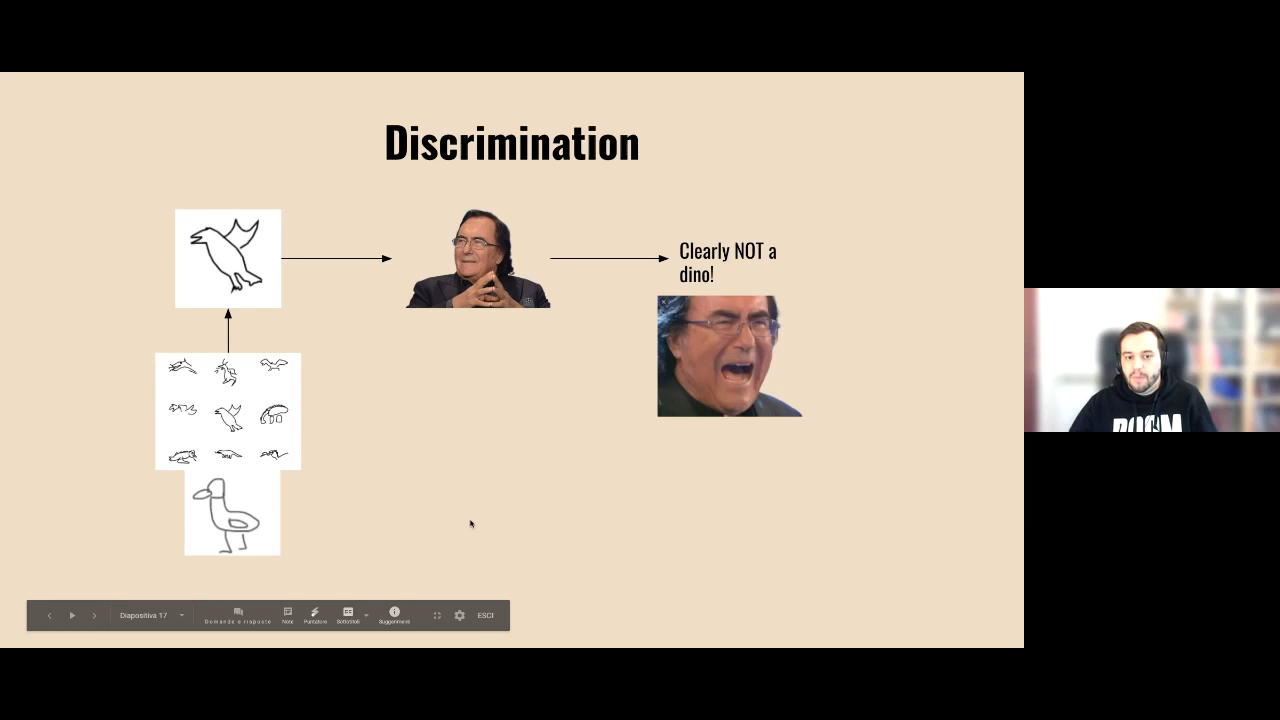 Discrimination
Clearly NOT a
dino!
Diapositiva 17
Domande e risposte
Note
Puntatore
Sottotitoli
Suggerimenti
ESCI